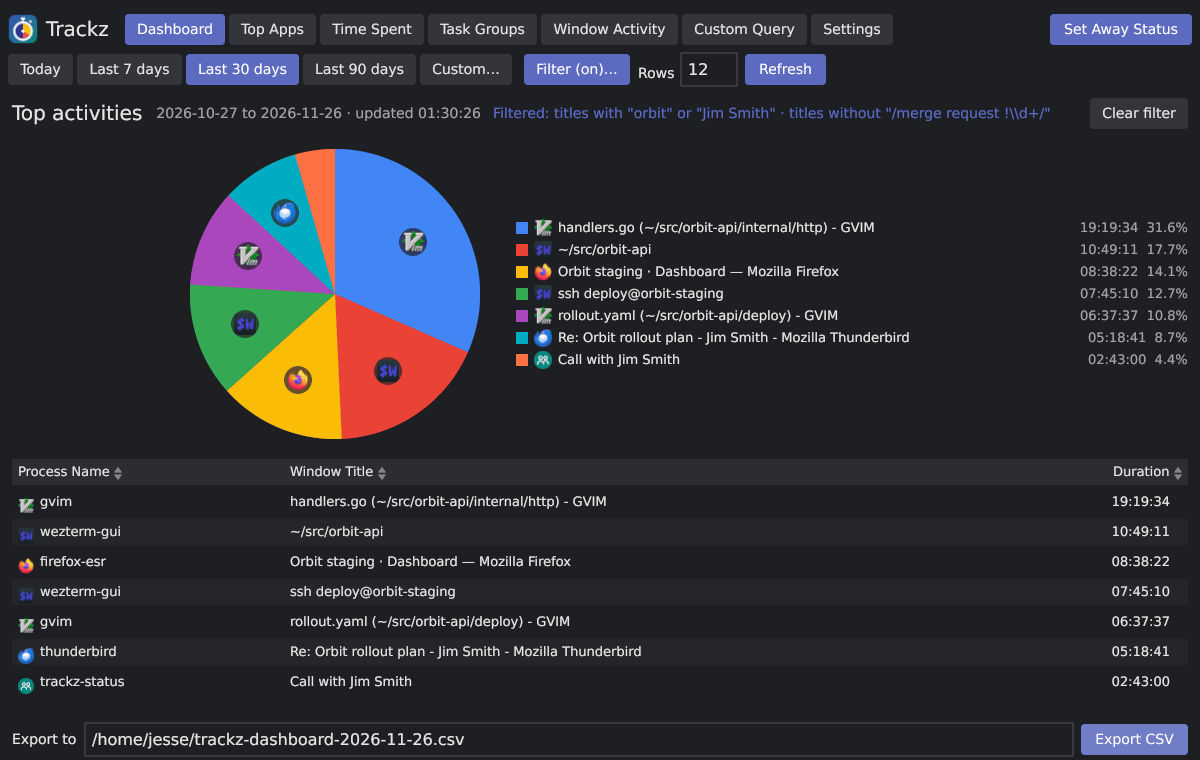 Trackz Dashboard Top Apps Time Spent Task Groups Window Activity Custom Query Settings Set Away Status
Today Last 7 days Last 30 days Last 90 days Custom... Filter (on)... Rows 12 Refresh
Top activities 2026-10-27 to 2026-11-26 · updated 01:30:26 Filtered: titles with "orbit" or "Jim Smith" · titles without "/merge request !\\d+/" Clear filter
handlers.go (~/src/orbit-api/internal/http) - GVIM 19:19:34 31.6%
~/src/orbit-api 10:49:11 17.7%
Orbit staging · Dashboard — Mozilla Firefox 08:38:22 14.1%
ssh deploy@orbit-staging 07:45:10 12.7%
rollout.yaml (~/src/orbit-api/deploy) - GVIM 06:37:37 10.8%
Re: Orbit rollout plan - Jim Smith - Mozilla Thunderbird 05:18:41 8.7%
Call with Jim Smith 02:43:00 4.4%
Process Name Window Title Duration
gvim handlers.go (~/src/orbit-api/internal/http) - GVIM 19:19:34
wezterm-gui ~/src/orbit-api 10:49:11
firefox-esr Orbit staging · Dashboard — Mozilla Firefox 08:38:22
wezterm-gui ssh deploy@orbit-staging 07:45:10
gvim rollout.yaml (~/src/orbit-api/deploy) - GVIM 06:37:37
thunderbird Re: Orbit rollout plan - Jim Smith - Mozilla Thunderbird 05:18:41
trackz-status Call with Jim Smith 02:43:00
Export to /home/jesse/trackz-dashboard-2026-11-26.csv Export CSV